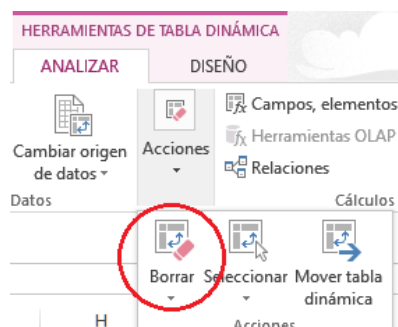 HERRAMIENTAS DE TABLA DINÁMICA
ANALIZAR DISEÑO
Cambiar origen
de datos
Acciones
Campos, elementos
Herramientas OLAP
Relaciones
Datos
Cálculos
Borrar
Seleccionar
Mover tabla
dinámica
Acciones
H